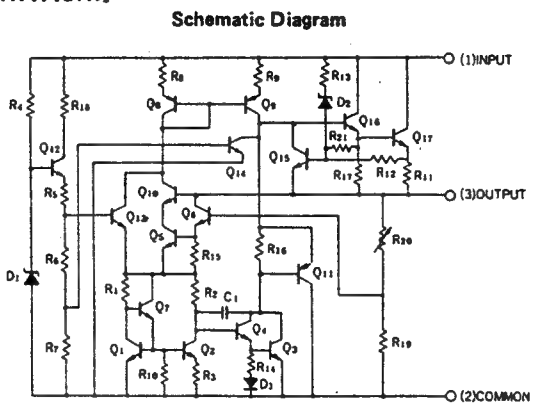 Schematic Diagram
(1)INPUT
R4
R18
R8
R9
R13
D2
Q16
Q17
Q8
Q9
Q12
R5
Q14
Q15
R21
R17
R12
R11
(3)OUTPUT
Q10
Q13
Q6
Q5
R15
R16
Q11
R20
R6
D1
R1
Q7
R2
C1
Q4
Q3
R7
Q1
R10
Q2
R3
R14
D3
R19
(2)COMMON